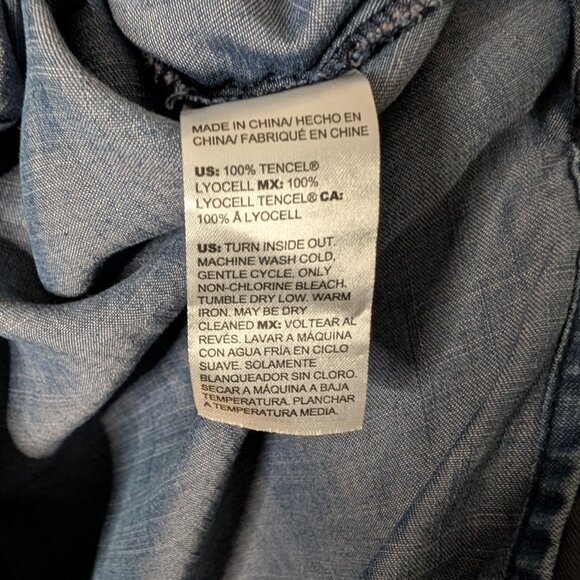 MADE IN CHINA/ HECHO EN
CHINA/ FABRIQUÉ EN CHINE
US: 100% TENCEL®
LYOCELL MX: 100%
LYOCELL TENCEL® CA:
100% Â LYOCELL
US: TURN INSIDE OUT.
MACHINE WASH COLD,
GENTLE CYCLE. ONLY
NON-CHLORINE BLEACH.
TUMBLE DRY LOW. WARM
IRON. MAY BE DRY
CLEANED MX: VOLTEAR AL
REVÉS. LAVAR A MÁQUINA
CON AGUA FRÍA EN CICLO
SUAVE. SOLAMENTE
BLANQUEADOR SIN CLORO.
SECAR A MÁQUINA A BAJA
TEMPERATURA. PLANCHAR
A TEMPERATURA MEDIA.